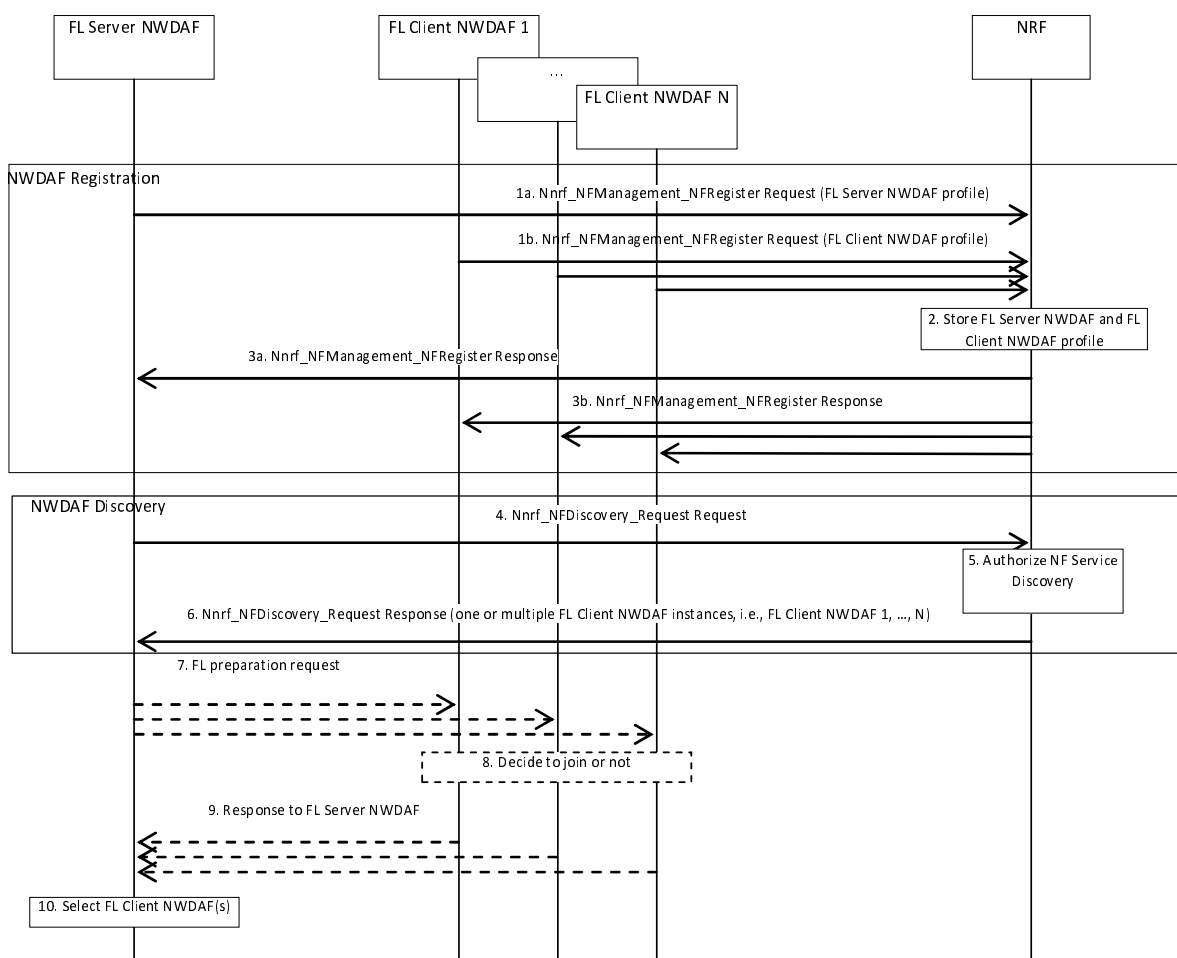 FL Server NWDAF
FL Client NWDAF 1
...
FL Client NWDAF N
NRF
NWDAF Registration
1a. Nnrf_NFManagement_NFRegister Request (FL Server NWDAF profile)
1b. Nnrf_NFManagement_NFRegister Request (FL Client NWDAF profile)
2. Store FL Server NWDAF and FL
Client NWDAF profile
3a. Nnrf_NFManagement_NFRegister Response
3b. Nnrf_NFManagement_NFRegister Response
NWDAF Discovery
4. Nnrf_NFDiscovery_Request Request
5. Authorize NF Service
Discovery
6. Nnrf_NFDiscovery_Request Response (one or multiple FL Client NWDAF instances, i.e., FL Client NWDAF 1, ..., N)
7. FL preparation request
8. Decide to join or not
9. Response to FL Server NWDAF
10. Select FL Client NWDAF(s)